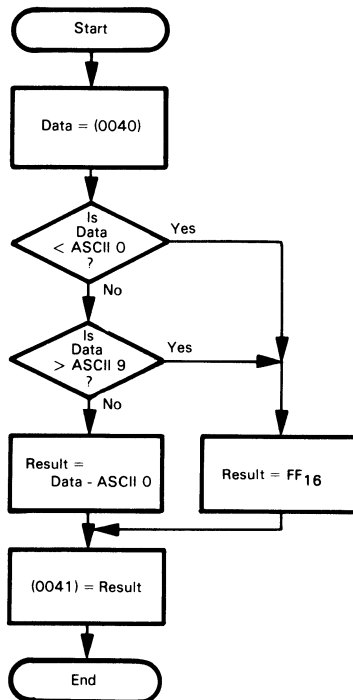 Start
Data = (0040)
Is
Data
< ASCII 0
?
Yes
No
Is
Data
> ASCII 9
?
Yes
No
Result =
Data - ASCII 0
Result = FF16
(0041) = Result
End